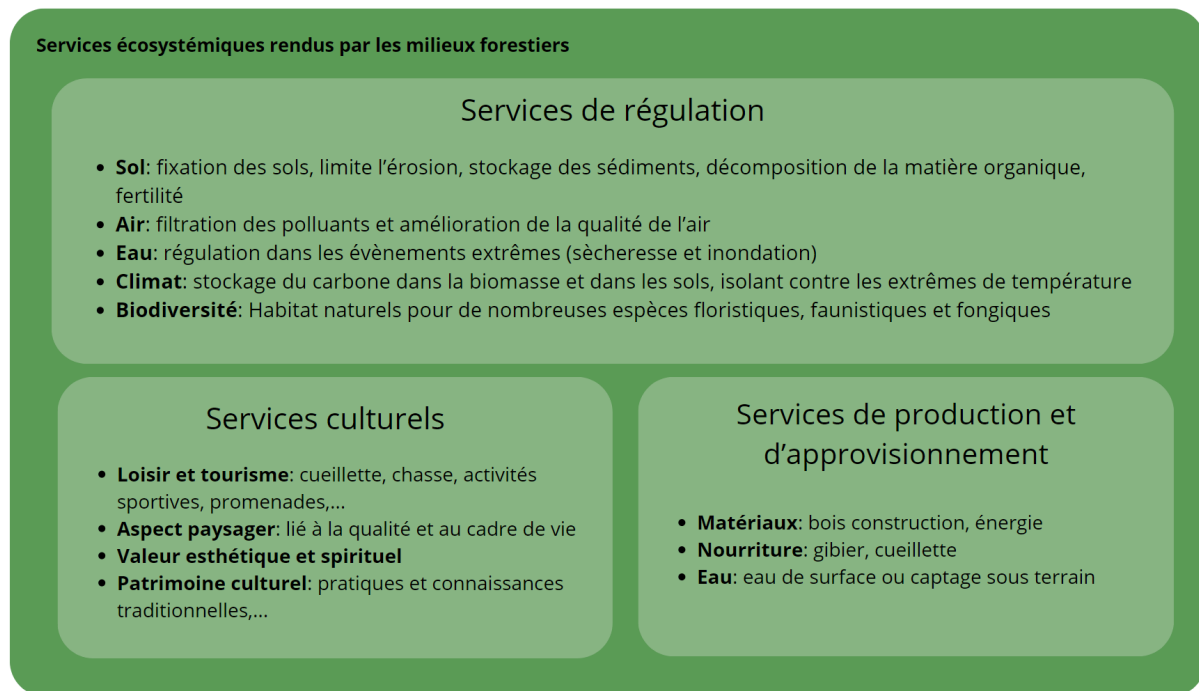 Services écosystémiques rendus par les milieux forestiers
Services de régulation
• Sol: fixation des sols, limite l’érosion, stockage des sédiments, décomposition de la matière organique,
fertilité
• Air: filtration des polluants et amélioration de la qualité de l’air
• Eau: régulation dans les évènements extrêmes (sècheresse et inondation)
• Climat: stockage du carbone dans la biomasse et dans les sols, isolant contre les extrêmes de température
• Biodiversité: Habitat naturels pour de nombreuses espèces floristiques, faunistiques et fongiques
Services culturels
• Loisir et tourisme: cueillette, chasse, activités
sportives, promenades,...
• Aspect paysager: lié à la qualité et au cadre de vie
• Valeur esthétique et spirituel
• Patrimoine culturel: pratiques et connaissances
traditionnelles,...
Services de production et
d’approvisionnement
• Matériaux: bois construction, énergie
• Nourriture: gibier, cueillette
• Eau: eau de surface ou captage sous terrain